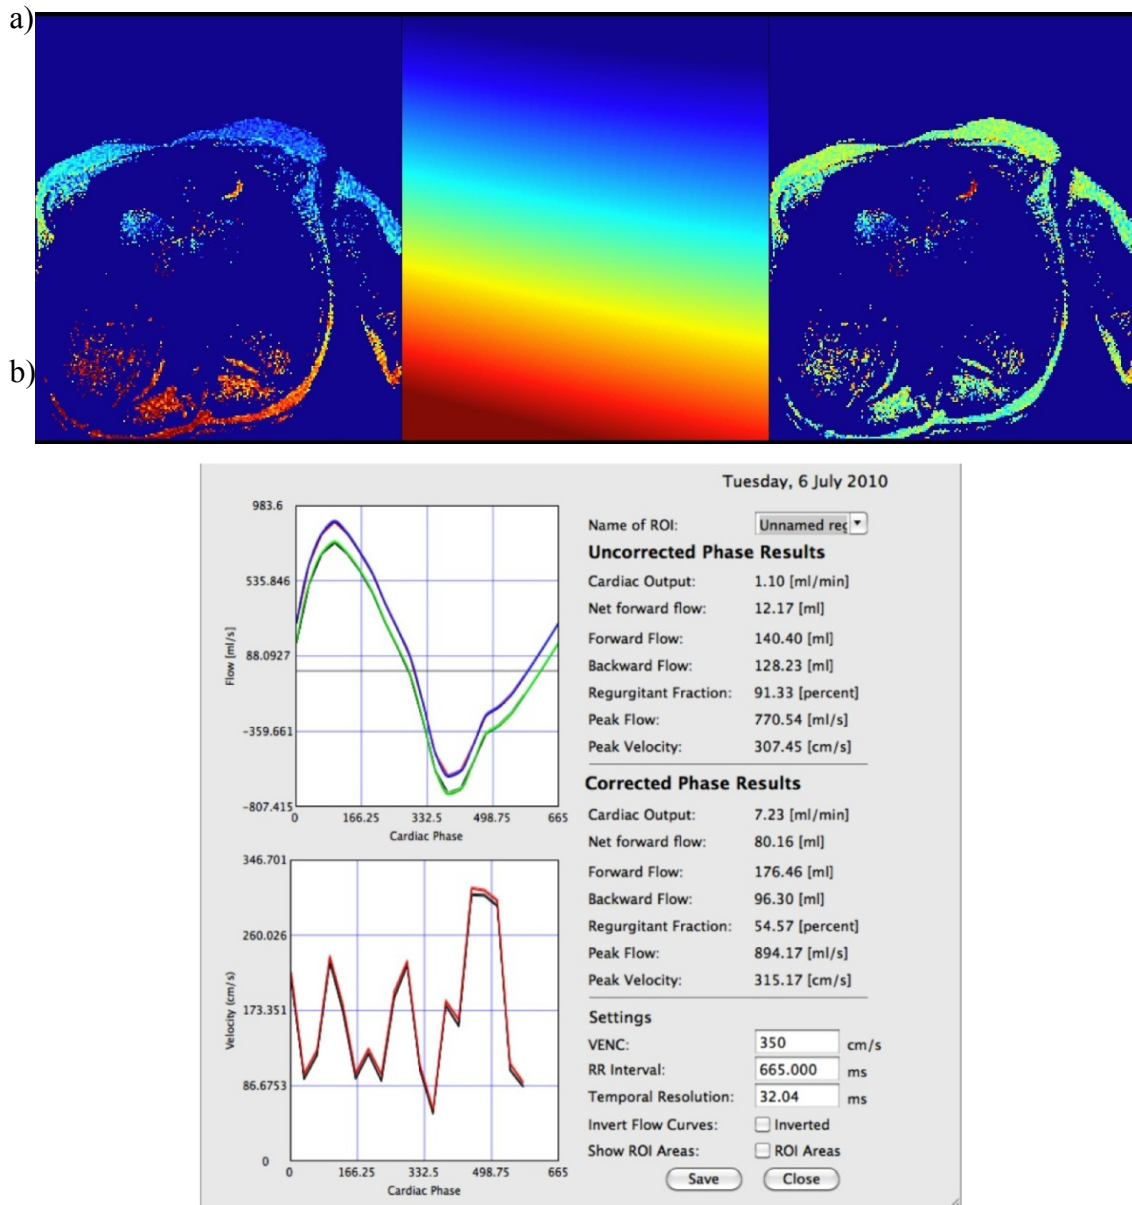 a)
b)
Tuesday, 6 July 2010
983.6
535.846
88.0927
-359.661
-807.415
Flow [ml/s]
0 166.25 332.5 498.75 665
Cardiac Phase
346.701
260.026
173.351
86.6753
0
Velocity (cm/s)
0 166.25 332.5 498.75 665
Cardiac Phase
Name of ROI: Unnamed reg
Uncorrected Phase Results
Cardiac Output: 1.10 [ml/min]
Net forward flow: 12.17 [ml]
Forward Flow: 140.40 [ml]
Backward Flow: 128.23 [ml]
Regurgitant Fraction: 91.33 [percent]
Peak Flow: 770.54 [ml/s]
Peak Velocity: 307.45 [cm/s]
Corrected Phase Results
Cardiac Output: 7.23 [ml/min]
Net forward flow: 80.16 [ml]
Forward Flow: 176.46 [ml]
Backward Flow: 96.30 [ml]
Regurgitant Fraction: 54.57 [percent]
Peak Flow: 894.17 [ml/s]
Peak Velocity: 315.17 [cm/s]
Settings
VENC: 350 cm/s
RR Interval: 665.000 ms
Temporal Resolution: 32.04 ms
Invert Flow Curves: Inverted
Show ROI Areas: ROI Areas
Save Close